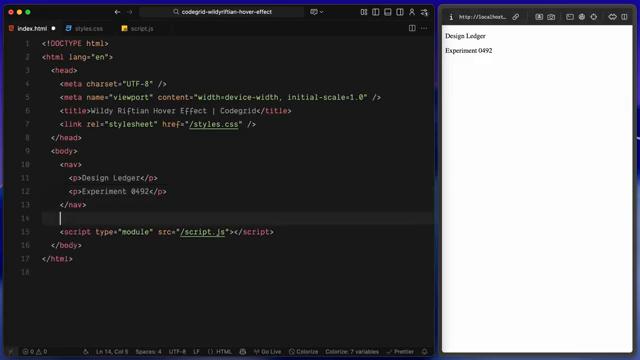 codegrid-wildyriftian-hover-effect
index.html
styles.css
script.js
1 <!DOCTYPE html>
2 <html lang="en">
3 <head>
4 <meta charset="UTF-8" />
5 <meta name="viewport" content="width=device-width, initial-scale=1.0" />
6 <title>Wildy Riftian Hover Effect | Codegrid</title>
7 <link rel="stylesheet" href="/styles.css" />
8 </head>
9 <body>
10 <nav>
11 <p>Design Ledger</p>
12 <p>Experiment 0492</p>
13 </nav>
14
15 <script type="module" src="/script.js"></script>
16 </body>
17 </html>
18
0 0 Ln 14, Col 5 Spaces: 4 UTF-8 LF {} HTML Go Live Colorize Colorize: 7 variables Prettier
http://localhost...
Design Ledger
Experiment 0492